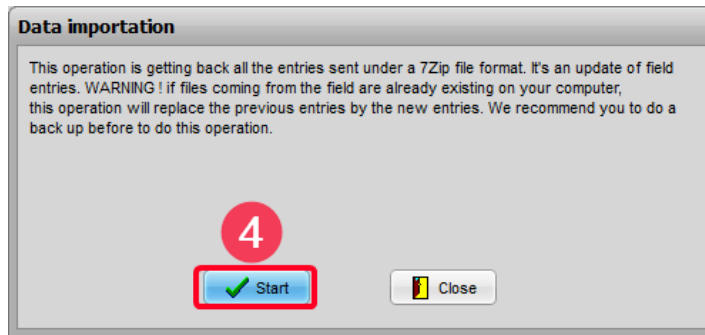 Data importation
This operation is getting back all the entries sent under a 7Zip file format. It's an update of field
entries. WARNING ! if files coming from the field are already existing on your computer,
this operation will replace the previous entries by the new entries. We recommend you to do a
back up before to do this operation.
4
Start
Close